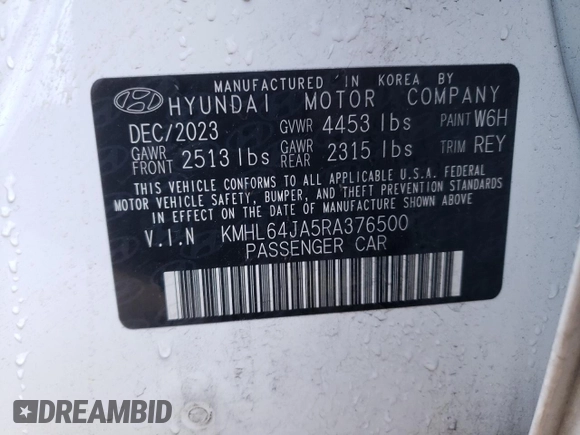 MANUFACTURED IN KOREA BY
HYUNDAI MOTOR COMPANY
DEC/2023 GVWR 4453 lbs PAINT W6H
GAWR FRONT 2513 lbs GAWR REAR 2315 lbs TRIM REY
THIS VEHICLE CONFORMS TO ALL APPLICABLE U.S.A. FEDERAL
MOTOR VEHICLE SAFETY, BUMPER, AND THEFT PREVENTION STANDARDS
IN EFFECT ON THE DATE OF MANUFACTURE SHOWN ABOVE.
V.I.N KMHL64JA5RA376500
PASSENGER CAR
DREAMBID